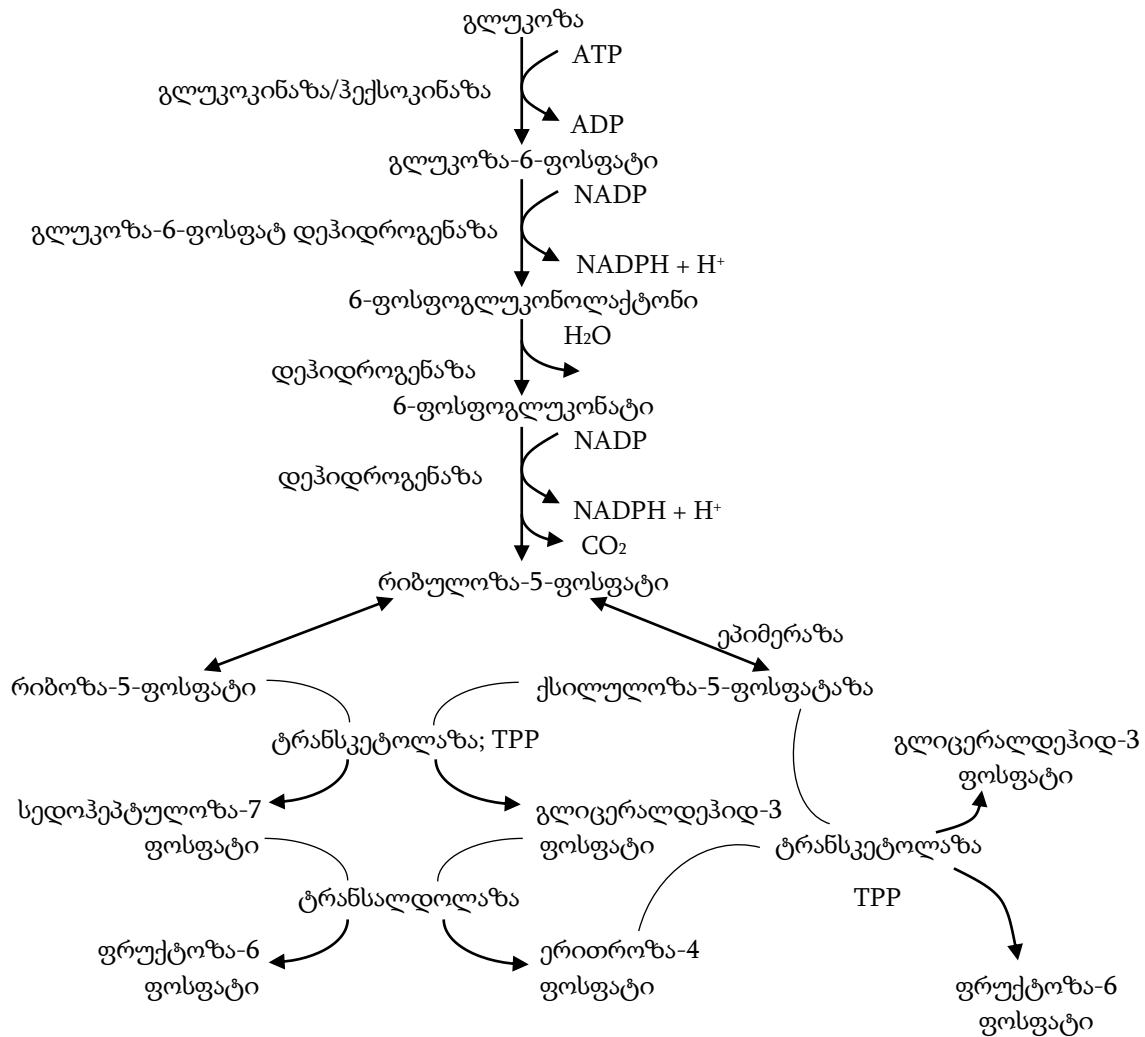 გლუკოზა
ATP
გლუკოკინაზა/ჰექსოკინაზა
ADP
გლუკოზა-6-ფოსფატი
NADP
გლუკოზა-6-ფოსფატ დეჰიდროგენაზა
NADPH + H⁺
6-ფოსფოგლუკონოლაქტონი
H₂O
დეჰიდროგენაზა
6-ფოსფოგლუკონატი
NADP
დეჰიდროგენაზა
NADPH + H⁺
CO₂
რიბულოზა-5-ფოსფატი
ეპიმერაზა
რიბოზა-5-ფოსფატი
ქსილულოზა-5-ფოსფატაზა
ტრანსკეტოლაზა; TPP
გლიცერალდეჰიდ-3
ფოსფატი
სედოჰეპტულოზა-7
ფოსფატი
გლიცერალდეჰიდ-3
ფოსფატი
ტრანსკეტოლაზა
TPP
ტრანსალდოლაზა
ფრუქტოზა-6
ფოსფატი
ერითროზა-4
ფოსფატი
ფრუქტოზა-6
ფოსფატი